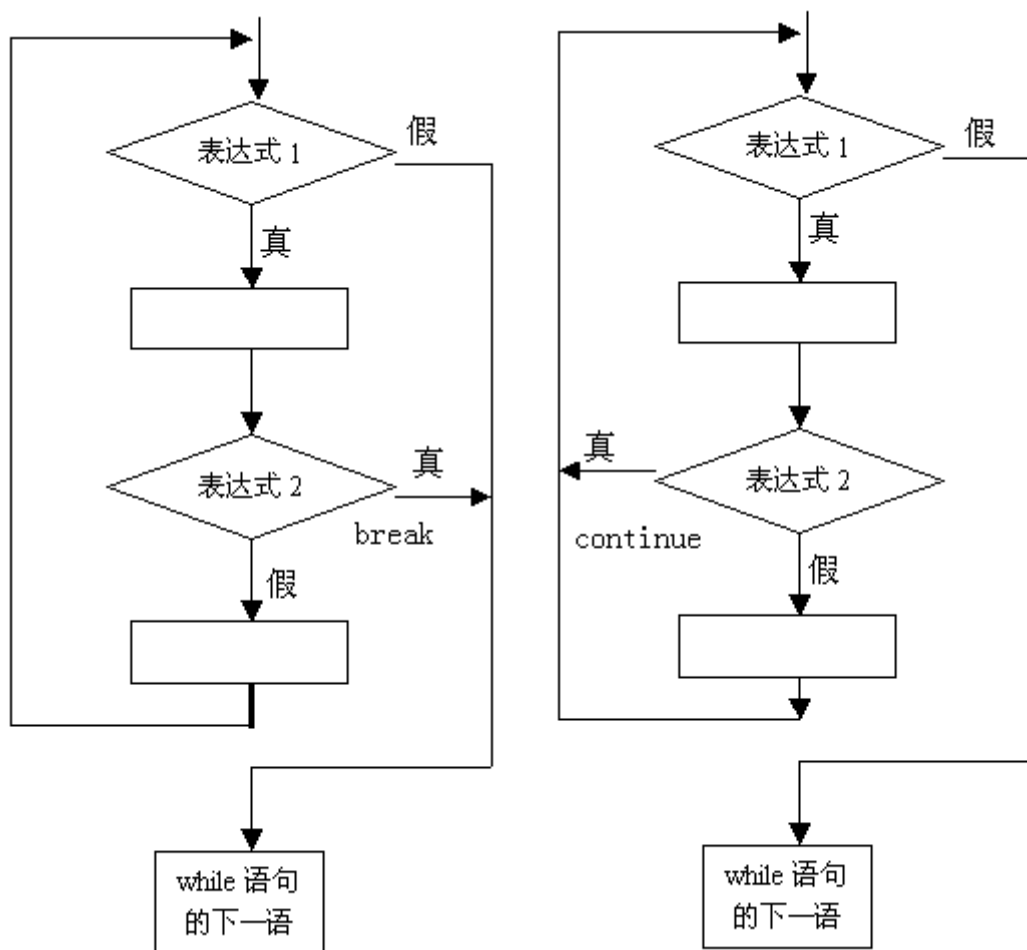 表达式 1
假
真
表达式 2
真
break
假
while 语句
的下一语
表达式 1
假
真
真
表达式 2
continue
假
while 语句
的下一语